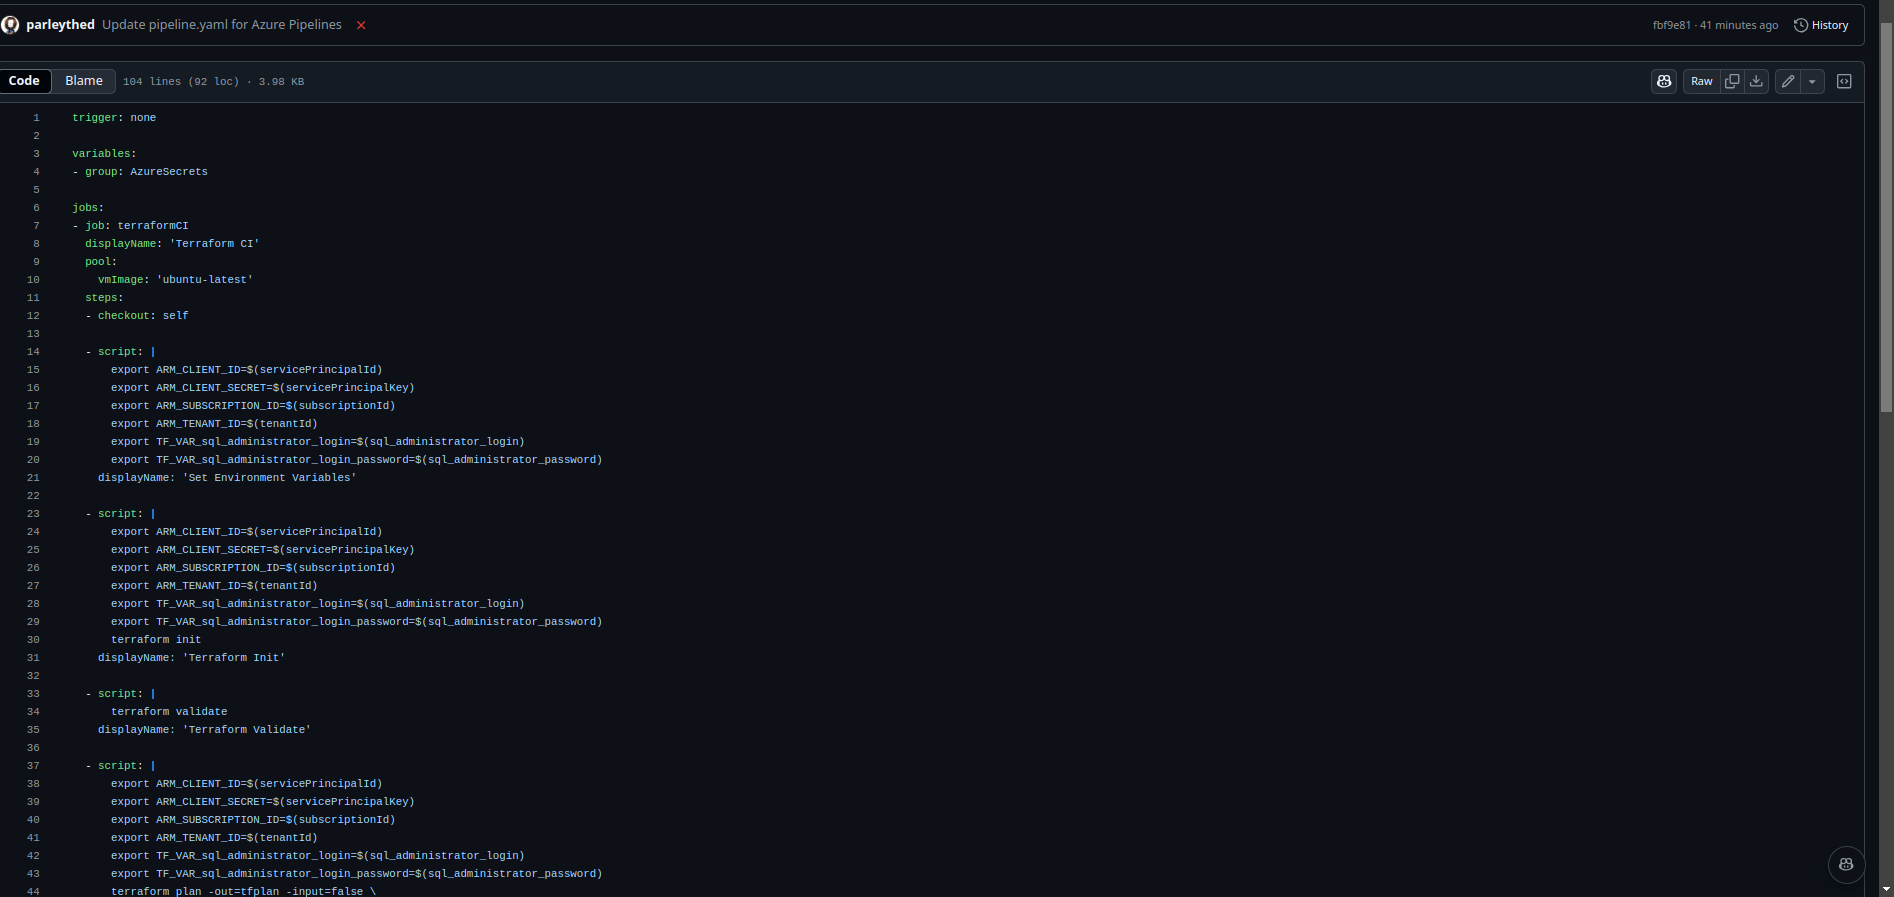 parleythed Update pipeline.yaml for Azure Pipelines
fbf9e81 · 41 minutes ago History
Code Blame 104 lines (92 loc) · 3.98 KB
Raw
1 trigger: none
2
3 variables:
4 - group: AzureSecrets
5
6 jobs:
7 - job: terraformCI
8 displayName: 'Terraform CI'
9 pool:
10 vmImage: 'ubuntu-latest'
11 steps:
12 - checkout: self
13
14 - script: |
15 export ARM_CLIENT_ID=$(servicePrincipalId)
16 export ARM_CLIENT_SECRET=$(servicePrincipalKey)
17 export ARM_SUBSCRIPTION_ID=$(subscriptionId)
18 export ARM_TENANT_ID=$(tenantId)
19 export TF_VAR_sql_administrator_login=$(sql_administrator_login)
20 export TF_VAR_sql_administrator_login_password=$(sql_administrator_password)
21 displayName: 'Set Environment Variables'
22
23 - script: |
24 export ARM_CLIENT_ID=$(servicePrincipalId)
25 export ARM_CLIENT_SECRET=$(servicePrincipalKey)
26 export ARM_SUBSCRIPTION_ID=$(subscriptionId)
27 export ARM_TENANT_ID=$(tenantId)
28 export TF_VAR_sql_administrator_login=$(sql_administrator_login)
29 export TF_VAR_sql_administrator_login_password=$(sql_administrator_password)
30 terraform init
31 displayName: 'Terraform Init'
32
33 - script: |
34 terraform validate
35 displayName: 'Terraform Validate'
36
37 - script: |
38 export ARM_CLIENT_ID=$(servicePrincipalId)
39 export ARM_CLIENT_SECRET=$(servicePrincipalKey)
40 export ARM_SUBSCRIPTION_ID=$(subscriptionId)
41 export ARM_TENANT_ID=$(tenantId)
42 export TF_VAR_sql_administrator_login=$(sql_administrator_login)
43 export TF_VAR_sql_administrator_login_password=$(sql_administrator_password)
44 terraform plan -out=tfplan -input=false \